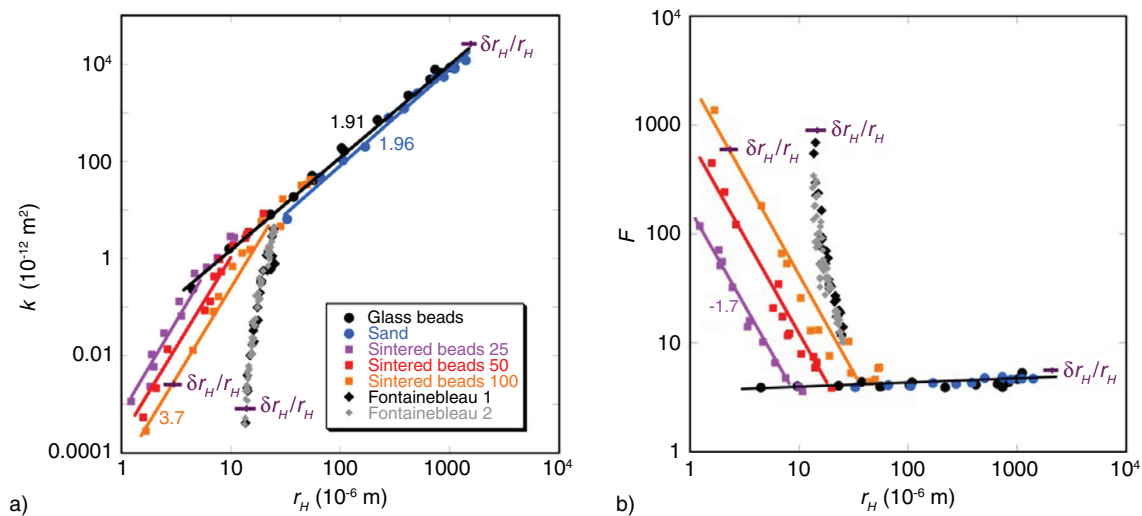 10⁴
100
1
0.01
0.0001
k (10⁻¹² m²)
1.91
1.96
3.7
δr_H/r_H
δr_H/r_H
δr_H/r_H
Glass beads
Sand
Sintered beads 25
Sintered beads 50
Sintered beads 100
Fontainebleau 1
Fontainebleau 2
1 10 100 1000 10⁴
r_H (10⁻⁶ m)
a)
10⁴
1000
100
10
1
F
δr_H/r_H
δr_H/r_H
-1.7
δr_H/r_H
1 10 100 1000 10⁴
r_H (10⁻⁶ m)
b)